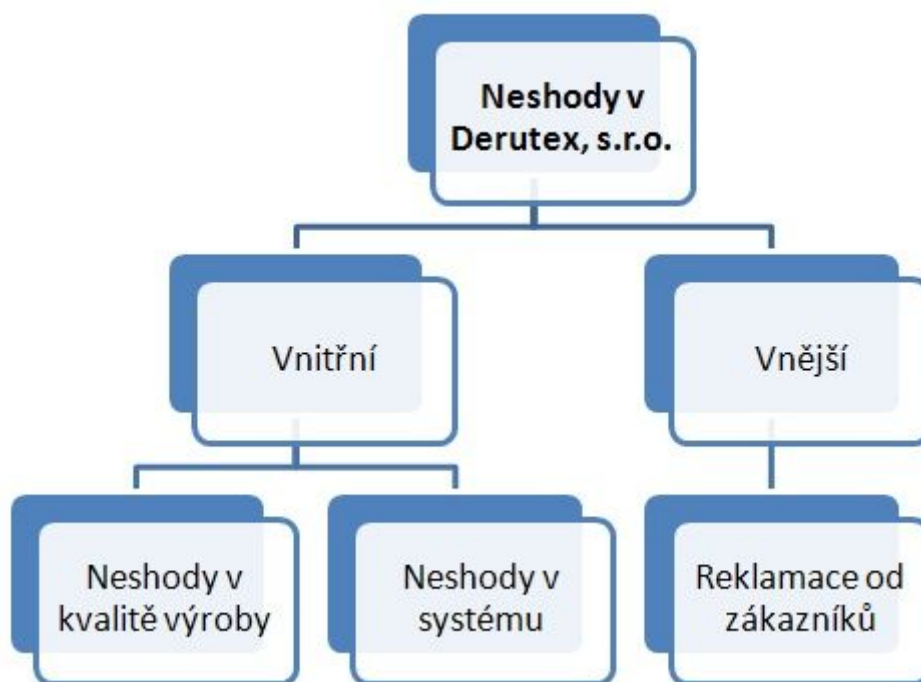 Neshody v
Derutex, s.r.o.
Vnitřní
Vnější
Neshody v
kvalitě výroby
Neshody v
systému
Reklamace od
zákazníků